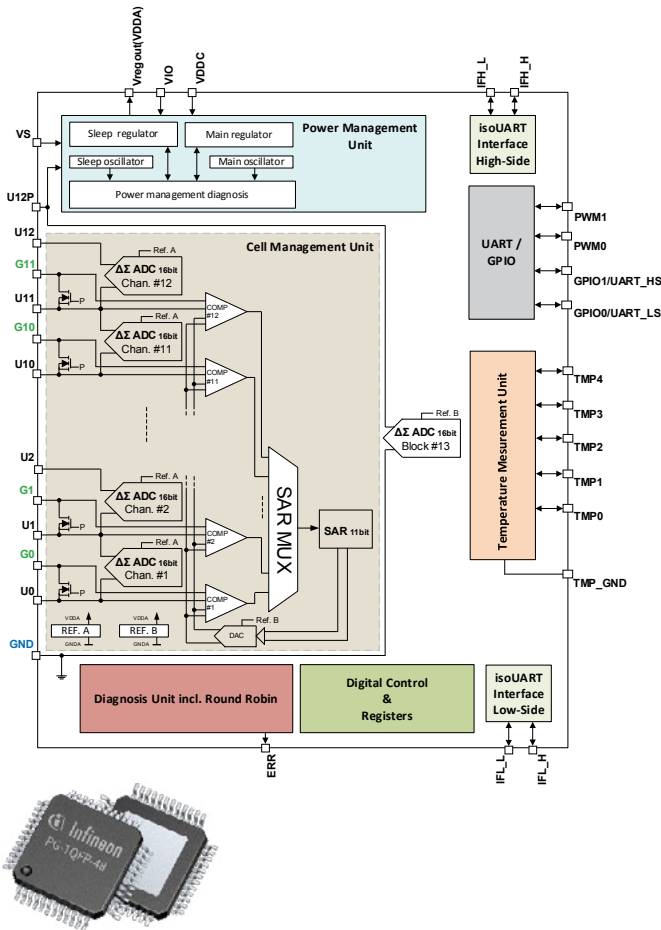 Vregout(VDDA)
VIO
VDDC
IFH_L
IFH_H
VS
Sleep regulator
Main regulator
Power Management
Unit
Sleep oscillator
Main oscillator
Power management diagnosis
isoUART
Interface
High-Side
U12P
U12
Cell Management Unit
Ref. A
ΔΣ ADC 16bit
Chan. #12
G11
P
U11
COMP
#12
Ref. A
ΔΣ ADC 16bit
Chan. #11
G10
P
U10
COMP
#11
UART /
GPIO
PWM1
PWM0
GPIO1/UART_HS
GPIO0/UART_LS
Ref. B
ΔΣ ADC 16bit
Block #13
Temperature Mesurement Unit
TMP4
TMP3
TMP2
TMP1
TMP0
TMP_GND
U2
Ref. A
ΔΣ ADC 16bit
Chan. #2
G1
P
U1
COMP
#2
Ref. A
ΔΣ ADC 16bit
Chan. #1
G0
P
U0
COMP
#1
SAR MUX
SAR 11bit
VDDA
REF. A
GNDA
VDDA
REF. B
GNDA
Ref. B
DAC
GND
Diagnosis Unit incl. Round Robin
Digital Control
&
Registers
isoUART
Interface
Low-Side
ERR
IFL_L
IFL_H
Infineon
PG-TQFP-48